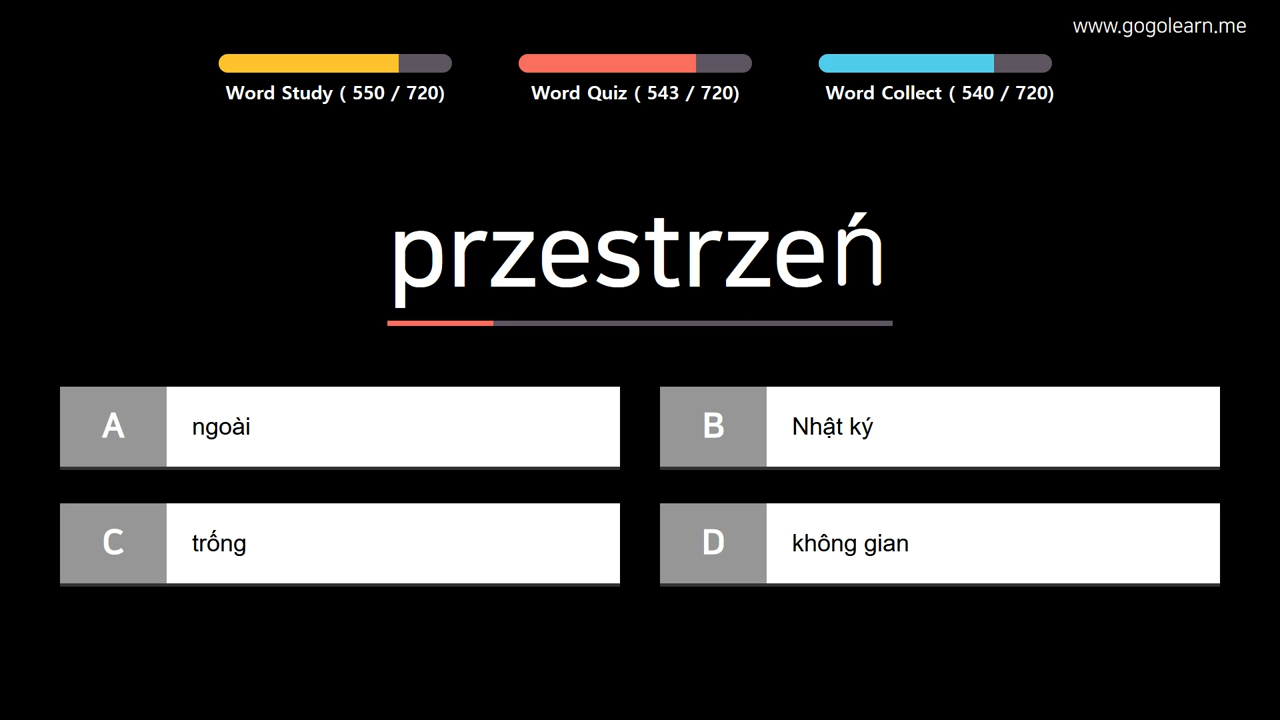 www.gogolearn.me
Word Study ( 550 / 720)
Word Quiz ( 543 / 720)
Word Collect ( 540 / 720)
przestrzeń
A
ngoài
B
Nhật ký
C
trống
D
không gian